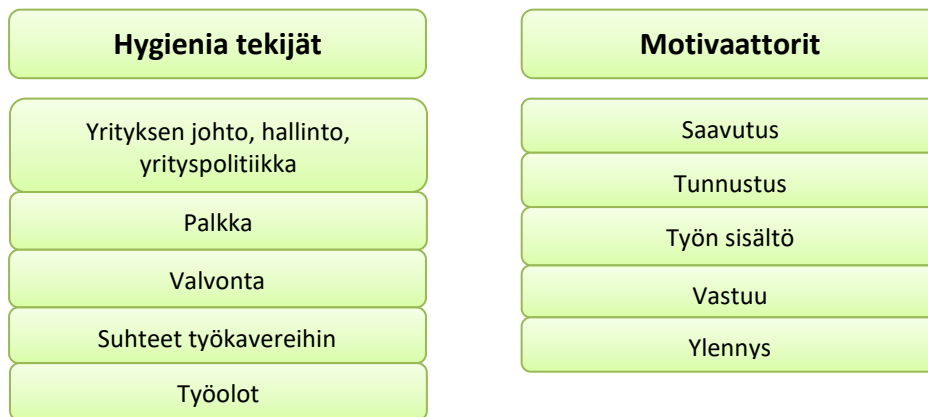 Hygienia tekijät
Yrityksen johto, hallinto,
yrityspolitiikka
Palkka
Valvonta
Suhteet työkavereihin
Työolot
Motivaattorit
Saavutus
Tunnustus
Työn sisältö
Vastuu
Ylennys